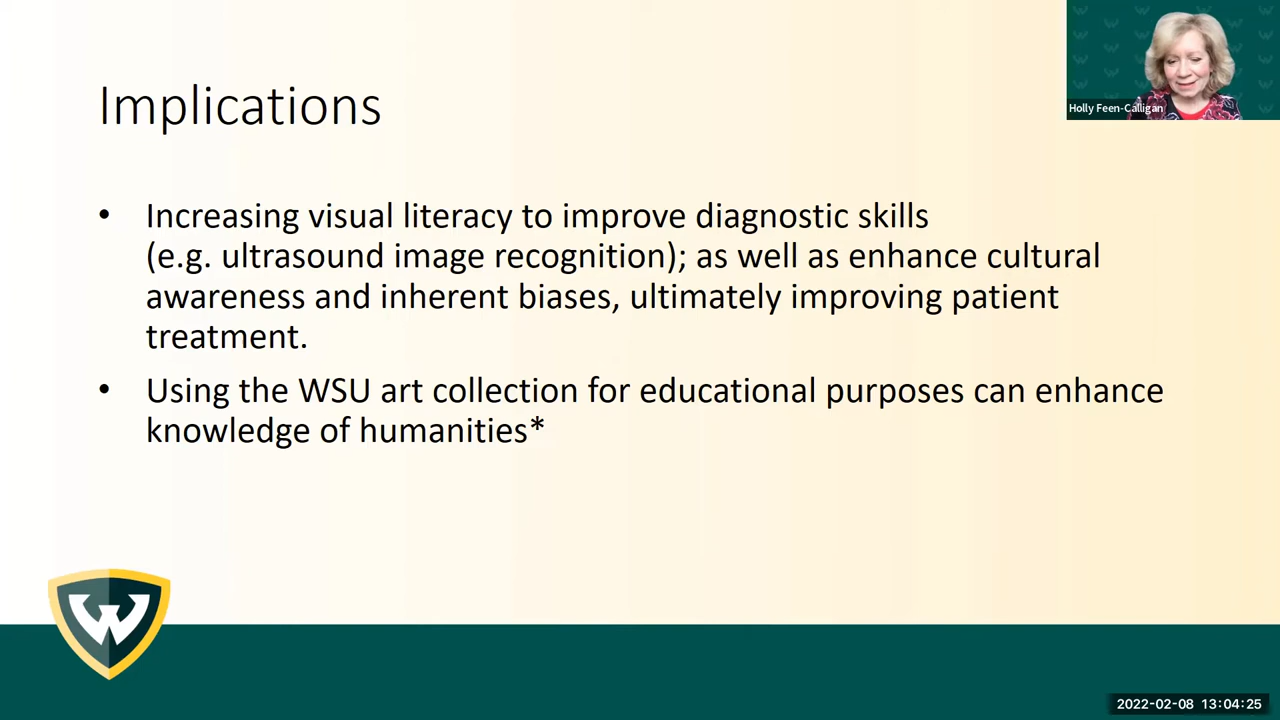 Implications
Holly Feen-Calligan
• Increasing visual literacy to improve diagnostic skills
(e.g. ultrasound image recognition); as well as enhance cultural
awareness and inherent biases, ultimately improving patient
treatment.
• Using the WSU art collection for educational purposes can enhance
knowledge of humanities*
W
2022-02-08 13:04:25